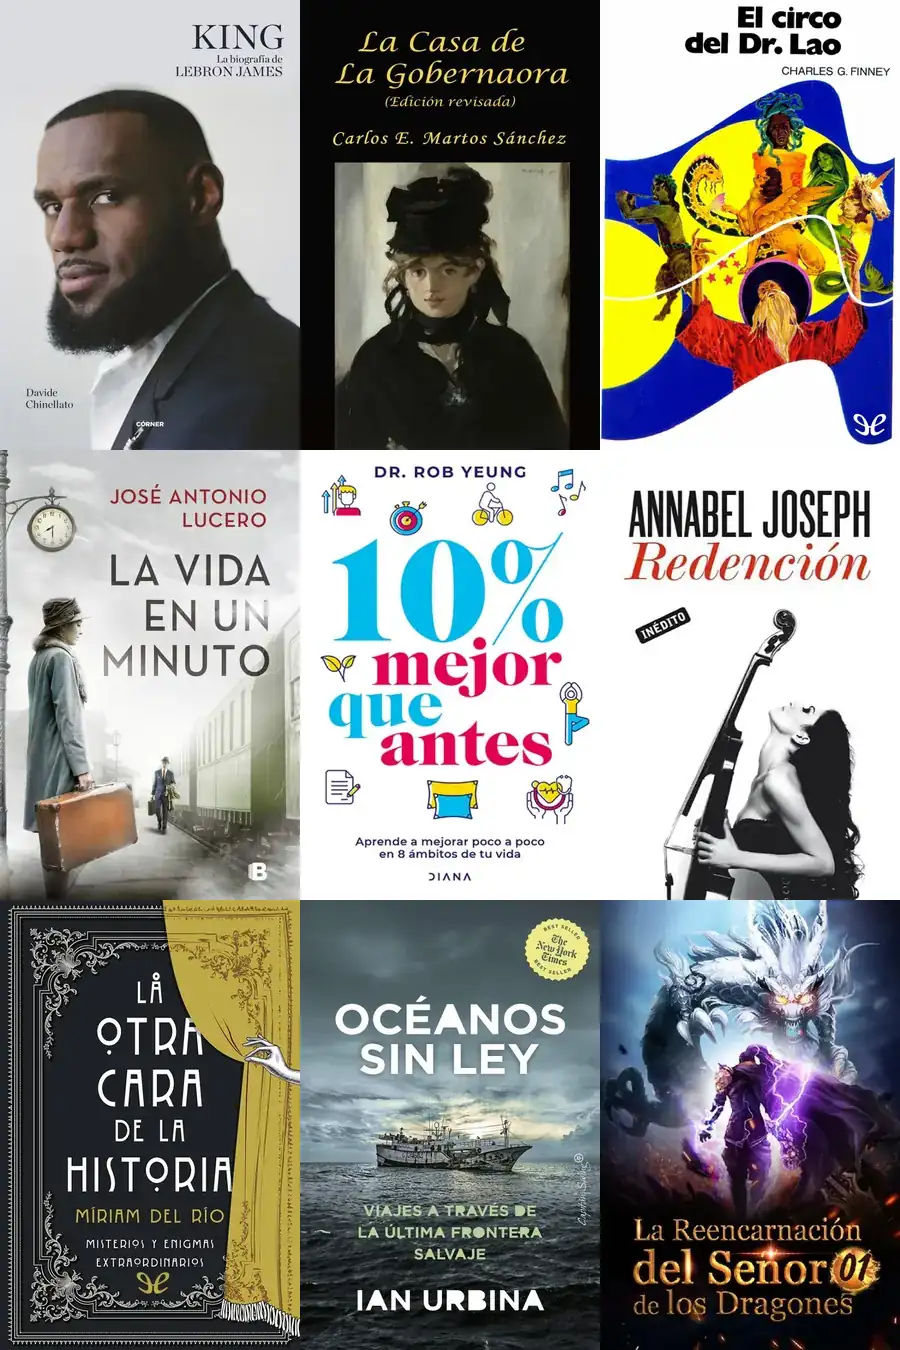 KING
La biografía de
LEBRON JAMES
Davide
Chinellato
CÓRNER
La Casa de
La Gobernaora
(Edición revisada)
Carlos E. Martos Sánchez
El circo
del Dr. Lao
CHARLES G. FINNEY
JOSÉ ANTONIO
LUCERO
LA VIDA
EN UN
MINUTO
B
DR. ROB YEUNG
10%
mejor
que
antes
Aprende a mejorar poco a poco
en 8 ámbitos de tu vida
DIANA
ANNABEL JOSEPH
Redención
INÉDITO
LA
OTRA
CARA
DE LA
HISTORIA
MÍRIAM DEL RÍO
MISTERIOS Y ENIGMAS
EXTRAORDINARIOS
BEST SELLER
The
New York
Times
BEST SELLER
OCÉANOS
SIN LEY
VIAJES A TRAVÉS DE
LA ÚLTIMA FRONTERA
SALVAJE
IAN URBINA
La Reencarnación
del Señor 01
de los Dragones